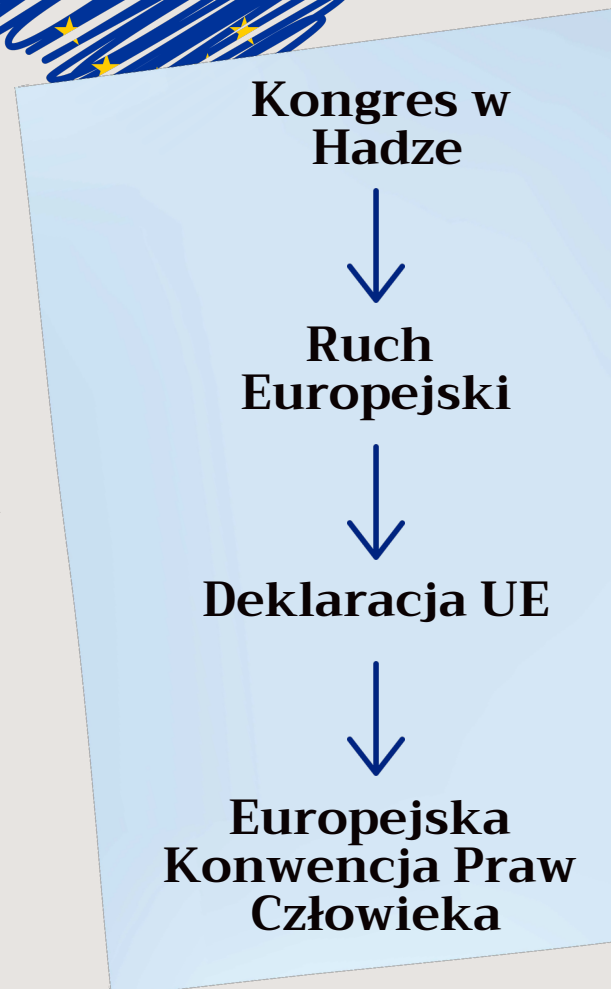 Kongres w
Hadze
Ruch
Europejski
Deklaracja UE
Europejska
Konwencja Praw
Człowieka